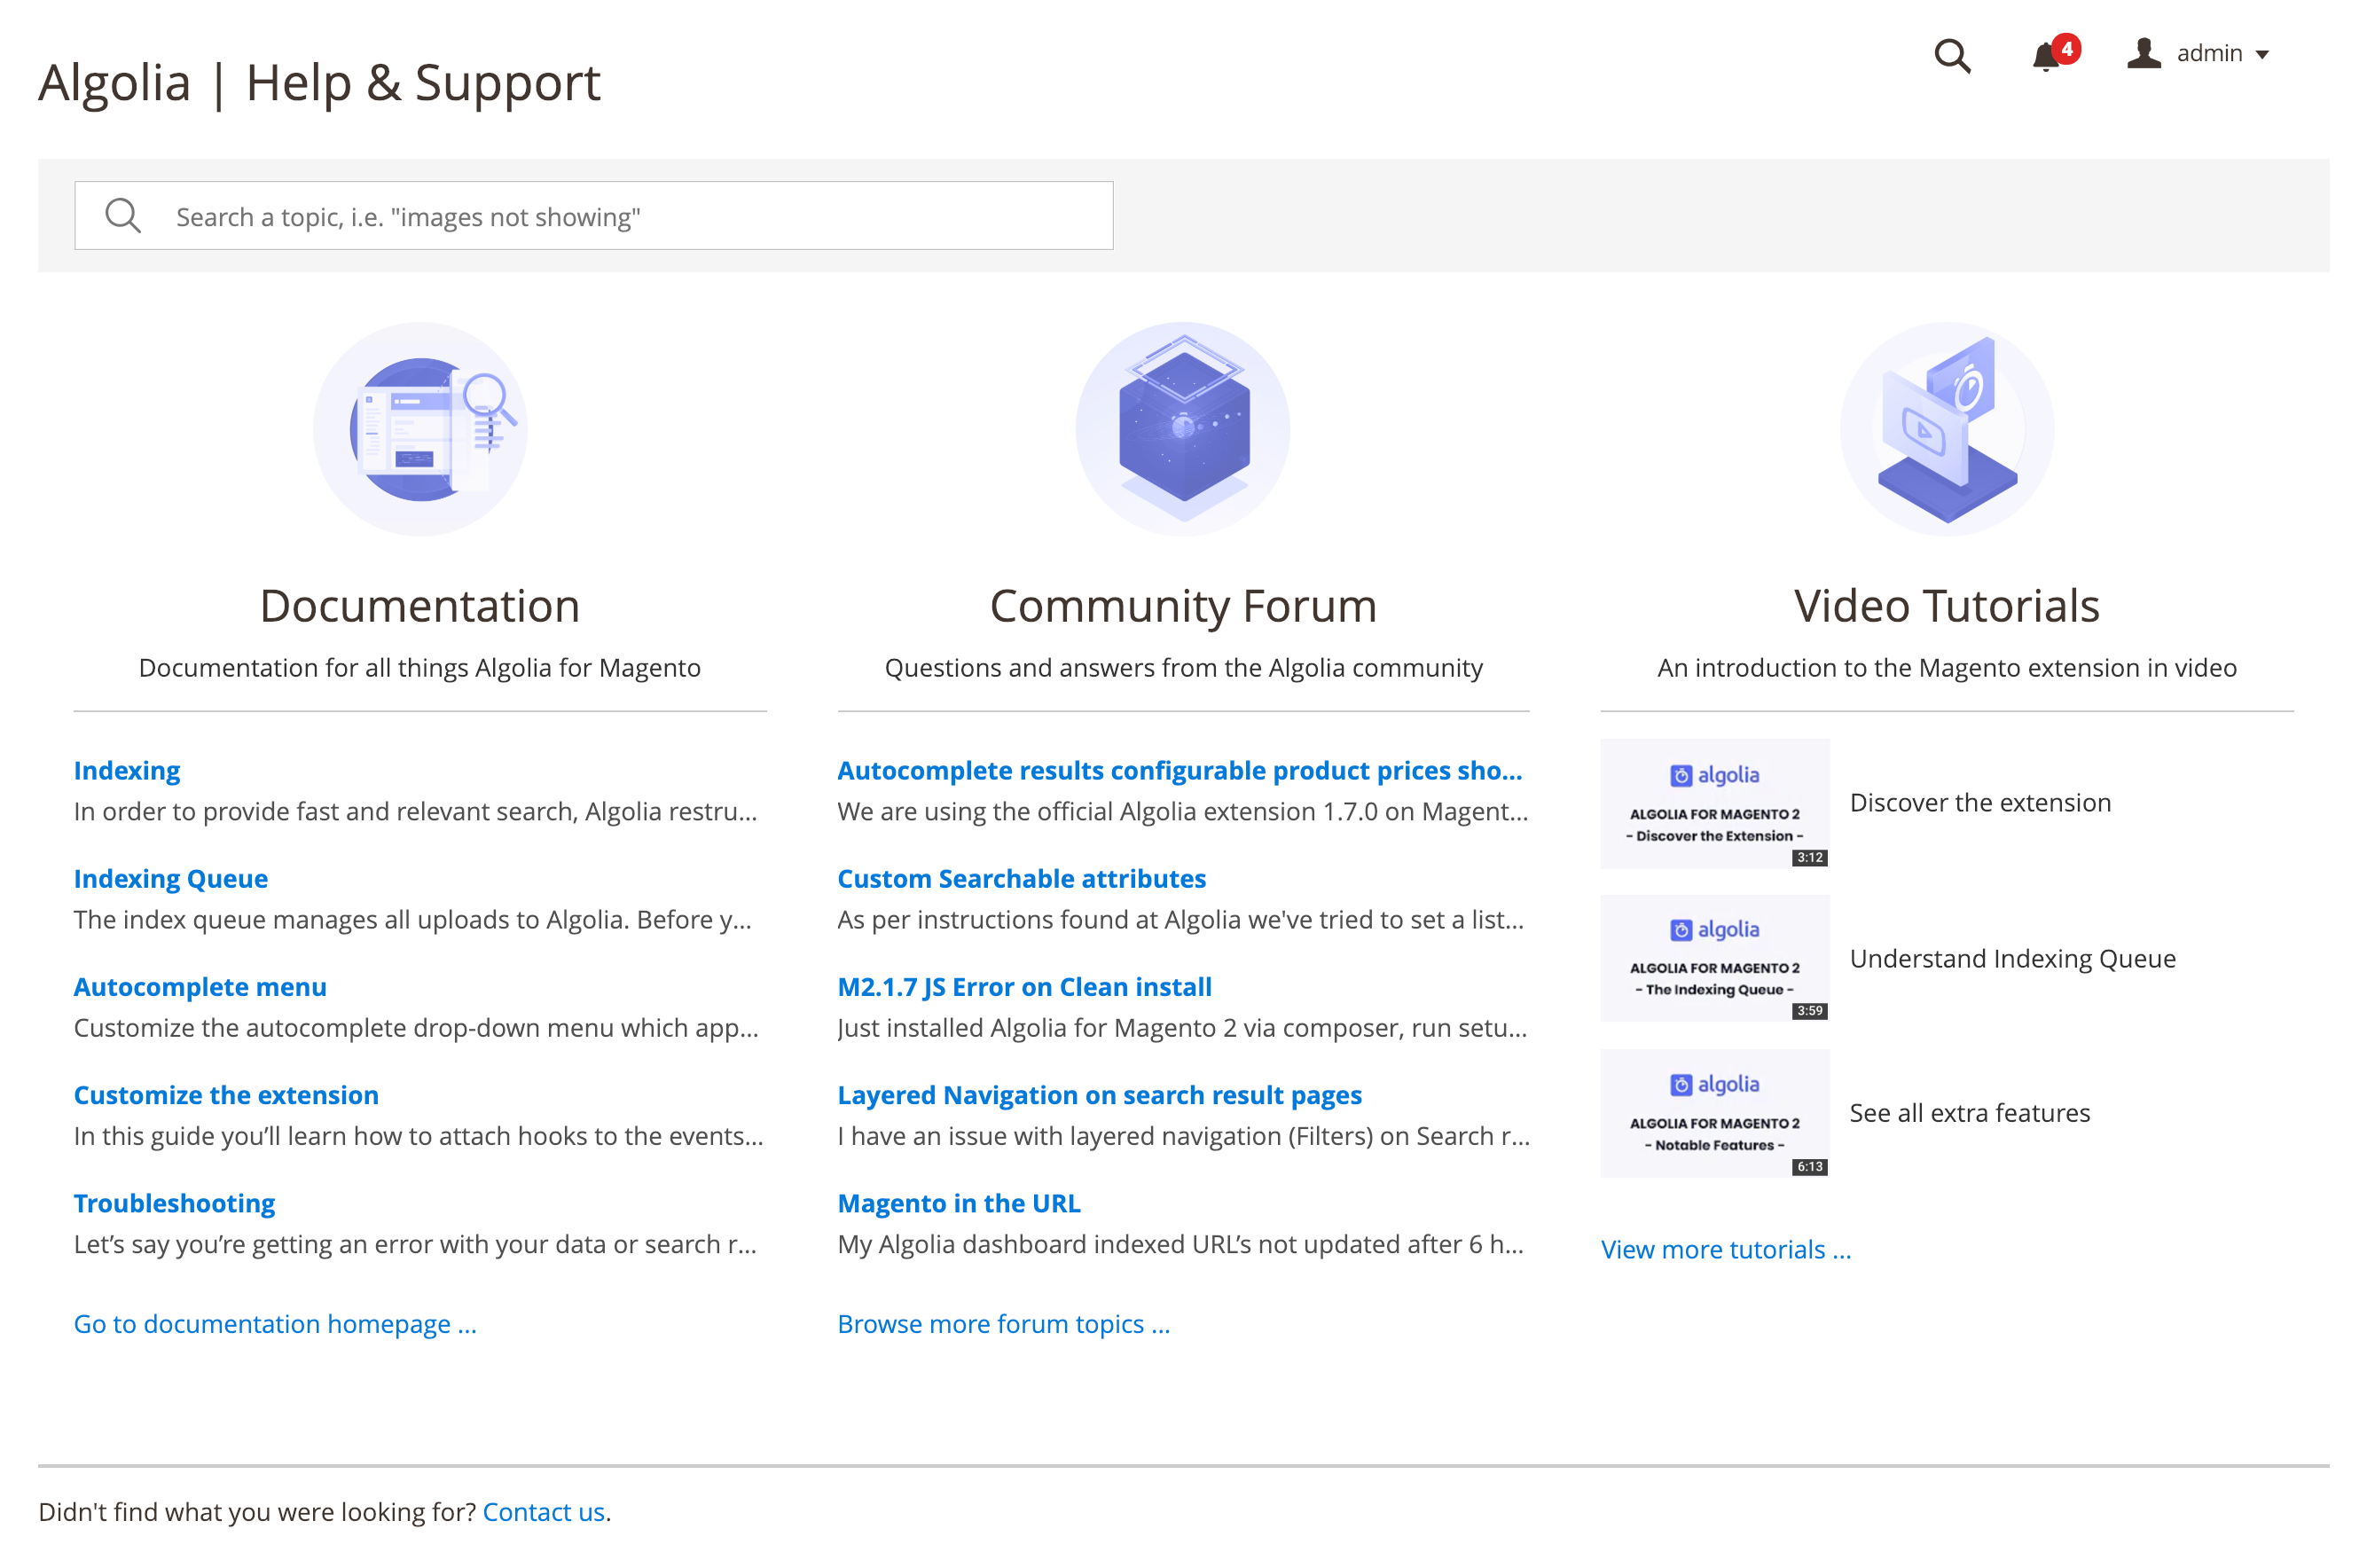 Algolia | Help & Support
4
admin
Search a topic, i.e. "images not showing"
Documentation
Documentation for all things Algolia for Magento
Indexing
In order to provide fast and relevant search, Algolia restru...
Indexing Queue
The index queue manages all uploads to Algolia. Before y...
Autocomplete menu
Customize the autocomplete drop-down menu which app...
Customize the extension
In this guide you’ll learn how to attach hooks to the events...
Troubleshooting
Let’s say you’re getting an error with your data or search r...
Go to documentation homepage ...
Community Forum
Questions and answers from the Algolia community
Autocomplete results configurable product prices sho...
We are using the official Algolia extension 1.7.0 on Magent...
Custom Searchable attributes
As per instructions found at Algolia we've tried to set a list...
M2.1.7 JS Error on Clean install
Just installed Algolia for Magento 2 via composer, run setu...
Layered Navigation on search result pages
I have an issue with layered navigation (Filters) on Search r...
Magento in the URL
My Algolia dashboard indexed URL’s not updated after 6 h...
Browse more forum topics ...
Video Tutorials
An introduction to the Magento extension in video
algolia
ALGOLIA FOR MAGENTO 2
- Discover the Extension -
3:12
Discover the extension
algolia
ALGOLIA FOR MAGENTO 2
- The Indexing Queue -
3:59
Understand Indexing Queue
algolia
ALGOLIA FOR MAGENTO 2
- Notable Features -
6:13
See all extra features
View more tutorials ...
Didn't find what you were looking for? Contact us.